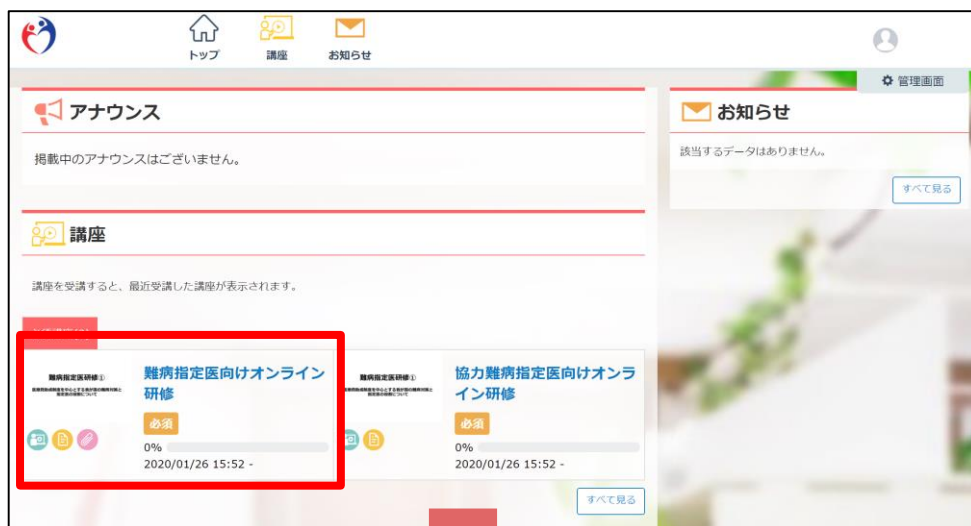 トップ
講座
お知らせ
管理画面
アナウンス
掲載中のアナウンスはございません。
お知らせ
該当するデータはありません。
すべて見る
講座
講座を受講すると、最近受講した講座が表示されます。
難病指定医研修①
難病指定医向けオンライン
研修
必須
0%
2020/01/26 15:52 -
難病指定医研修①
協力難病指定医向けオンラ
イン研修
必須
0%
2020/01/26 15:52 -
すべて見る